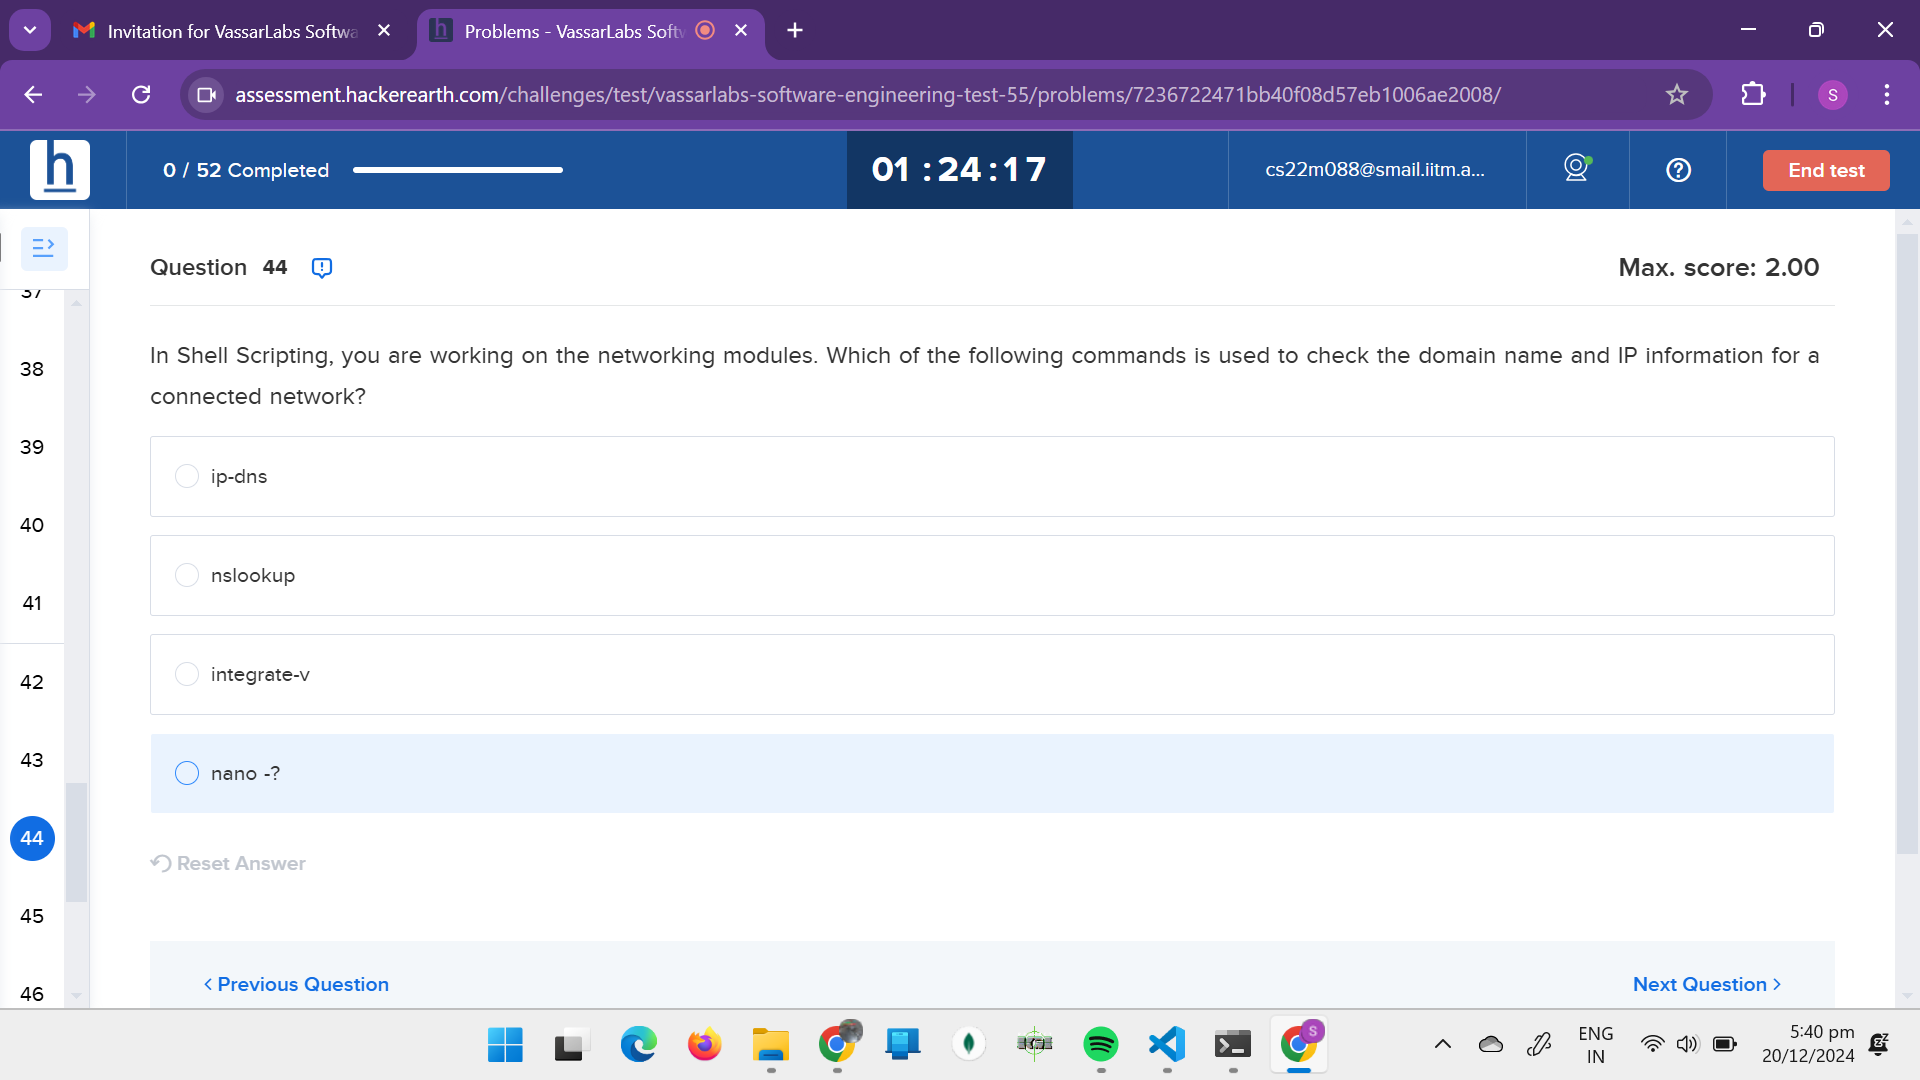 Invitation for VassarLabs Softwa
Problems - VassarLabs Softv
assessment.hackerearth.com/challenges/test/vassarlabs-software-engineering-test-55/problems/7236722471bb40f08d57eb1006ae2008/
S
h
0 / 52 Completed
01 : 24 : 17
cs22m088@smail.iitm.a...
End test
Question 44
Max. score: 2.00
In Shell Scripting, you are working on the networking modules. Which of the following commands is used to check the domain name and IP information for a
connected network?
ip-dns
nslookup
integrate-v
nano -?
Reset Answer
Previous Question
Next Question
37
38
39
40
41
42
43
44
45
46
S
ENG
IN
5:40 pm
20/12/2024